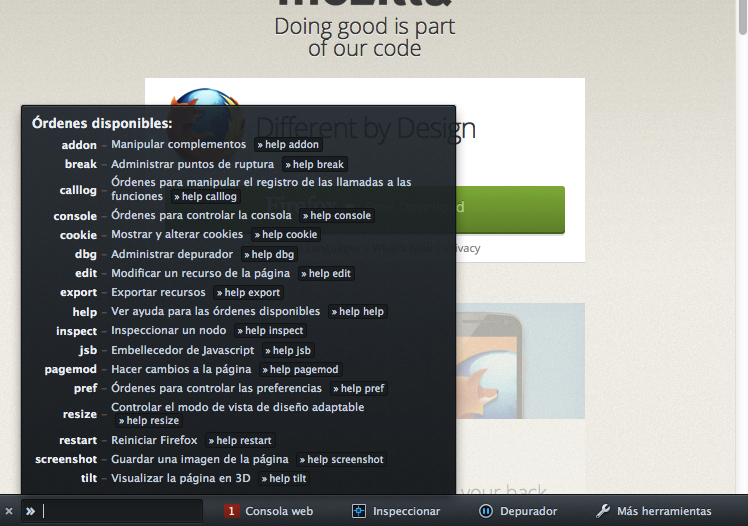 mozilla
Doing good is part
of our code
Different by Design
Órdenes disponibles:
addon – Manipular complementos » help addon
break – Administrar puntos de ruptura » help break
calllog – Órdenes para manipular el registro de las llamadas a las
funciones » help calllog
console – Órdenes para controlar la consola » help console
cookie – Mostrar y alterar cookies » help cookie
dbg – Administrar depurador » help dbg
edit – Modificar un recurso de la página » help edit
export – Exportar recursos » help export
help – Ver ayuda para las órdenes disponibles » help help
inspect – Inspeccionar un nodo » help inspect
jsb – Embellecedor de Javascript » help jsb
pagemod – Hacer cambios a la página » help pagemod
pref – Órdenes para controlar las preferencias » help pref
resize – Controlar el modo de vista de diseño adaptable
» help resize
restart – Reiniciar Firefox » help restart
screenshot – Guardar una imagen de la página » help screenshot
tilt – Visualizar la página en 3D » help tilt
your back
× » 1 Consola web Inspeccionar Depurador Más herramientas